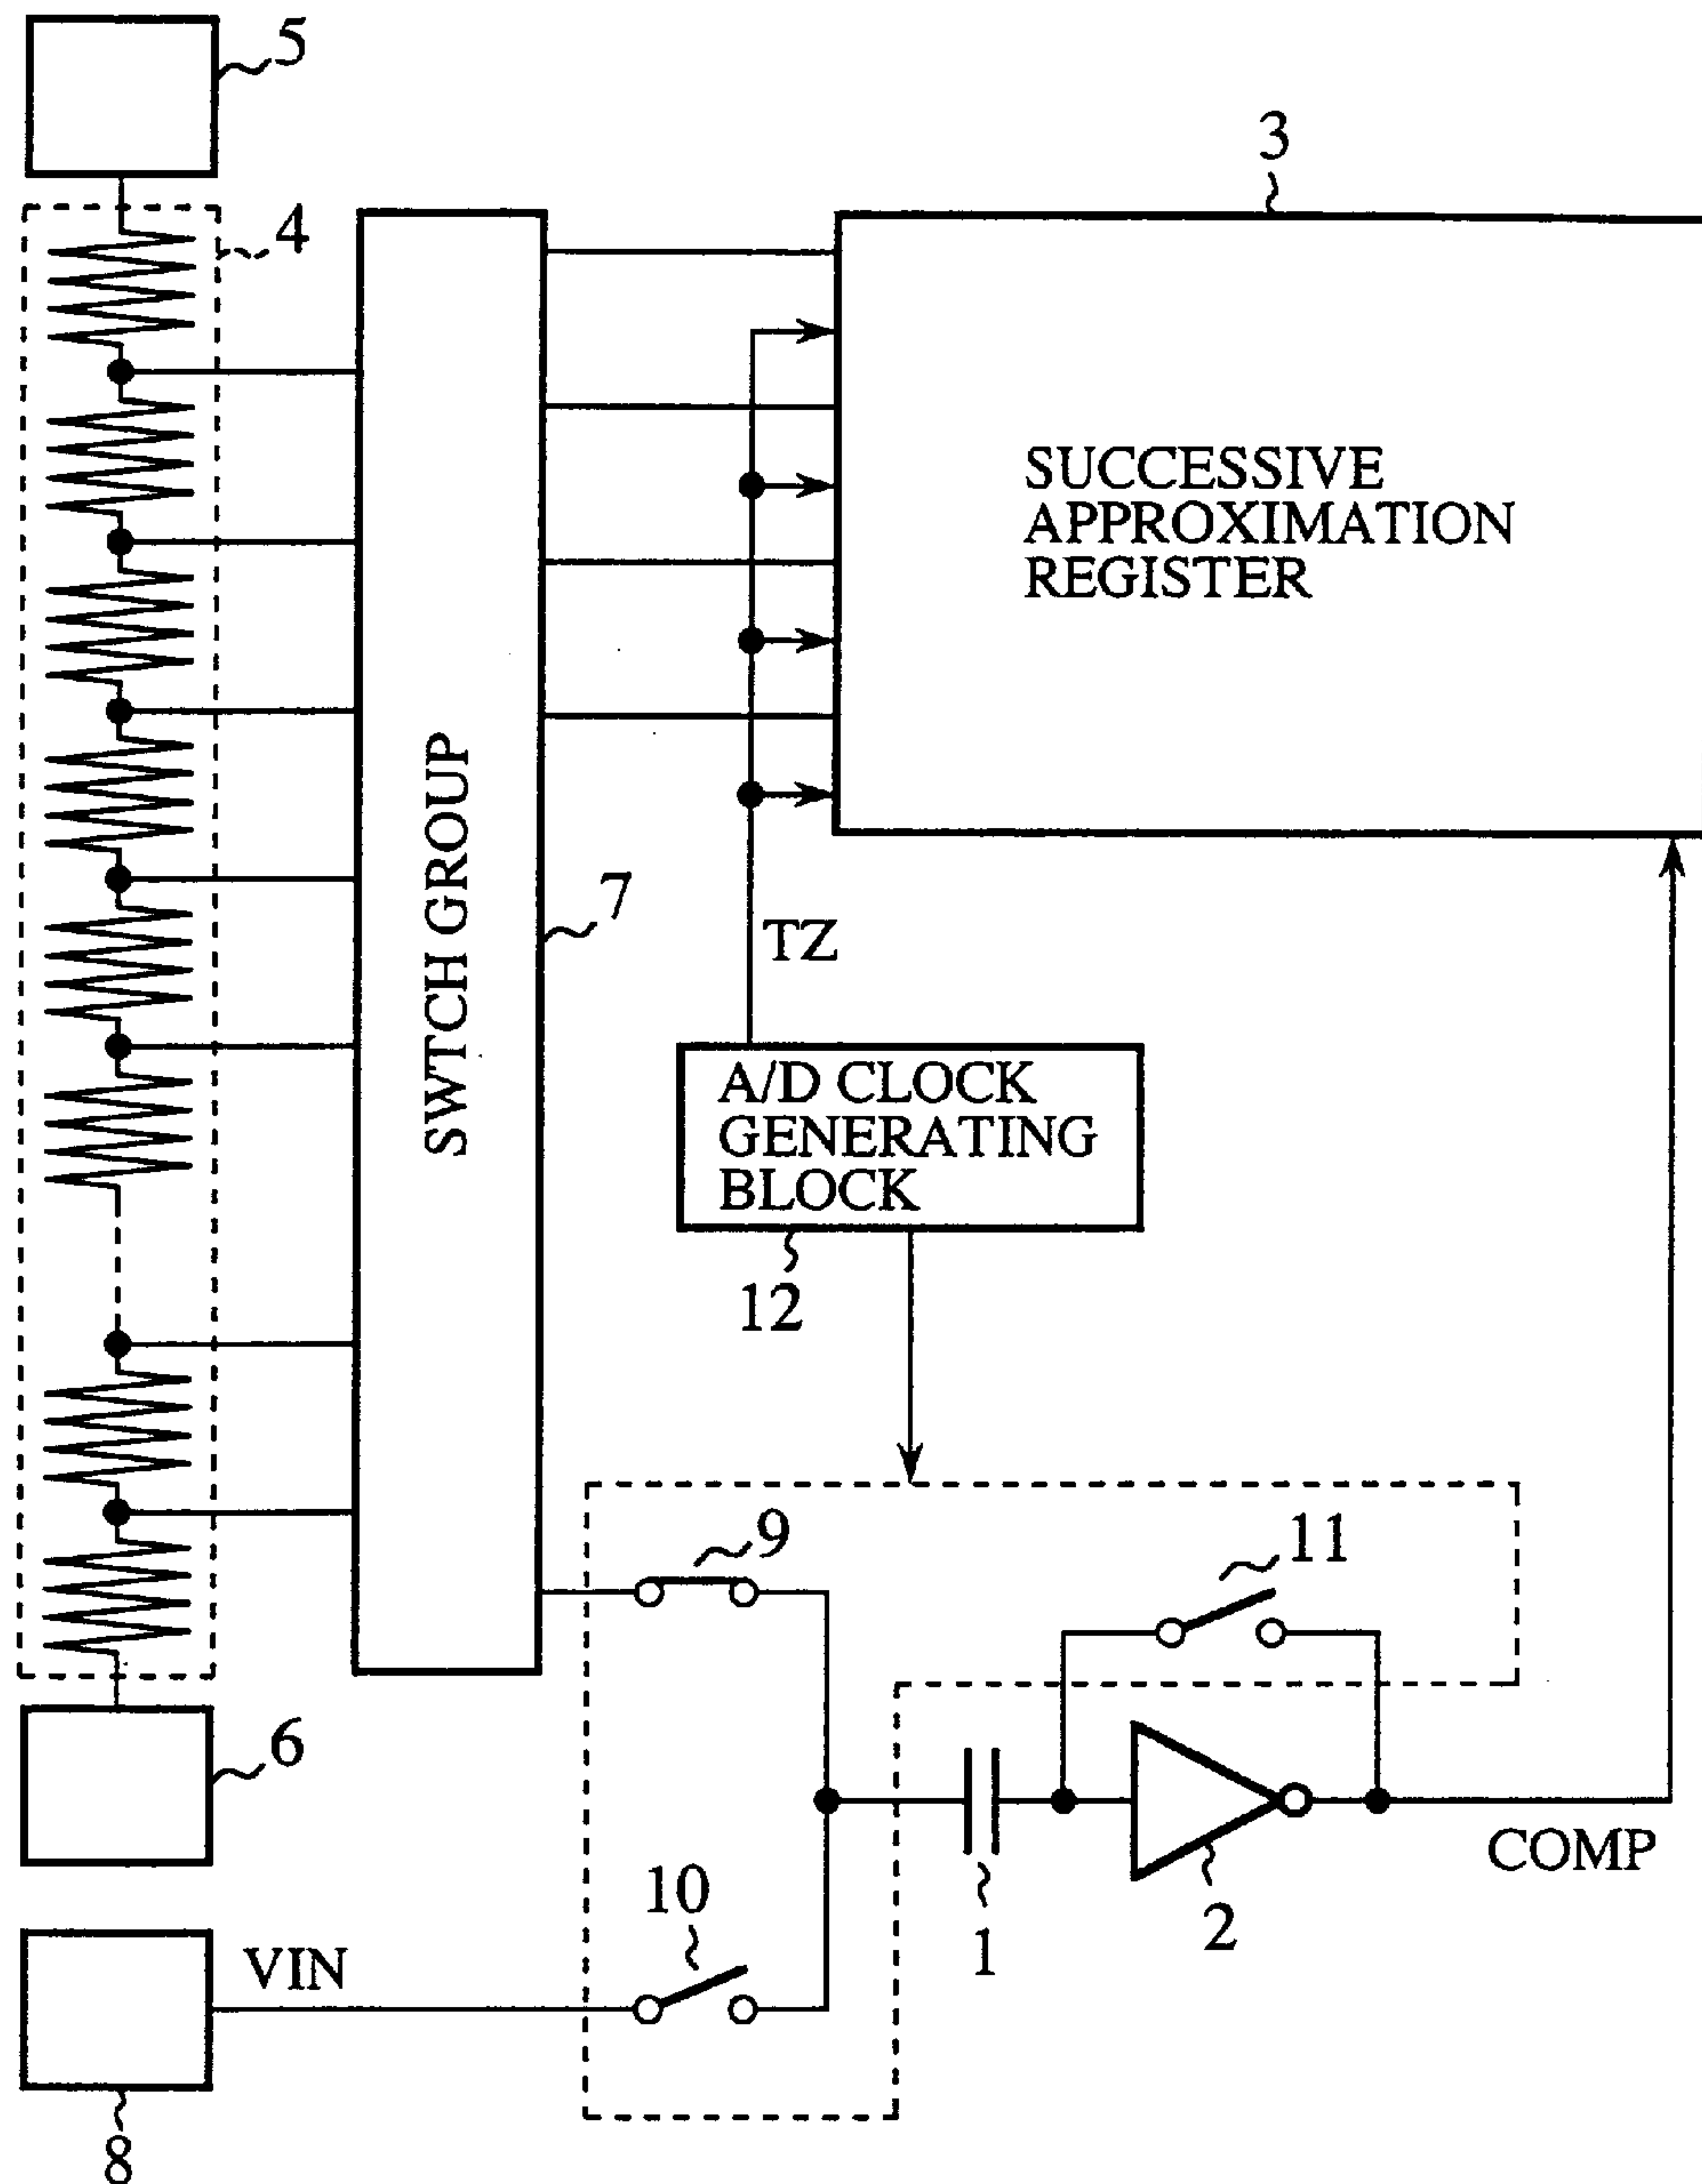 5
3
4
SUCCESSIVE
APPROXIMATION
REGISTER
SWTCH GROUP
7
TZ
A/D CLOCK
GENERATING
BLOCK
12
9
11
6
COMP
10
1
2
VIN
8